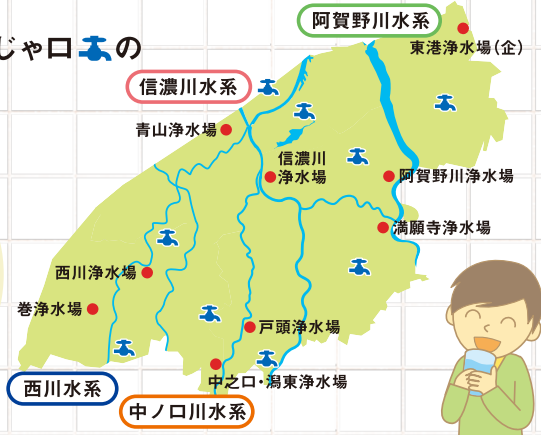 阿賀野川水系
東港浄水場(企)
じゃ口 の
信濃川水系
青山浄水場
信濃川
浄水場
阿賀野川浄水場
満願寺浄水場
西川浄水場
巻浄水場
戸頭浄水場
中之口・潟東浄水場
西川水系
中ノ口川水系